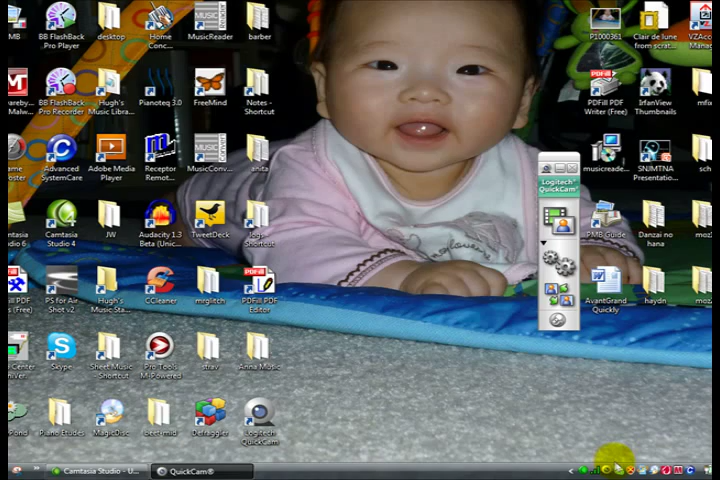 MB
BB FlashBack
Pro Player
desktop
Home
Conc...
MusicReader
barber
P1000361
Clair de lune
from scrat...
VZAcce
Manag
BB FlashBack
Pro Recorder
Hugh's
Music Libra...
Pianoteq 3.0
FreeMind
Notes -
Shortcut
PDFill PDF
Writer (Free)
IrfanView
Thumbnails
mfix
Advanced
SystemCare
Adobe Media
Player
Receptor
Remot...
MusicConv...
anita
Logitech
QuickCam
musicreade...
SNJMTNA
Presentatio...
sch
Camtasia
Studio 4
JW
Audacity 1.3
Beta (Unic...
TweetDeck
logs
Shortcut
PMB Guide
Danzai no
hana
PS for Air
Shot v2
Hugh's
Music Sta...
CCleaner
mrglitch
PDFill PDF
Editor
AvantGrand
Quickly
haydn
Skype
Sheet Music
- Shortcut
Pro Tools
M-Powered
strav
Anna Music
Piano Etudes
MagicDisc
beet-mid
Defraggler
Logitech
QuickCam
Camtasia Studio - U...
QuickCam®